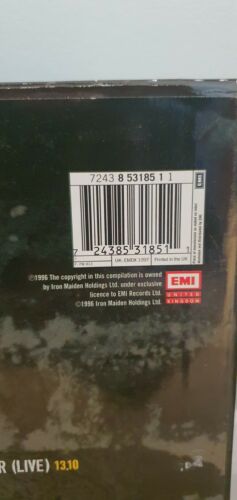 7243 8 53185 1 1
EMI
7
24385
31851
UK: EMDX 1097
Printed in the UK
℗1996 The copyright in this compilation is owned
by Iron Maiden Holdings Ltd. under exclusive
licence to EMI Records Ltd.
©1996 Iron Maiden Holdings Ltd.
EMI
UNITED
KINGDOM
R (LIVE) 13.10